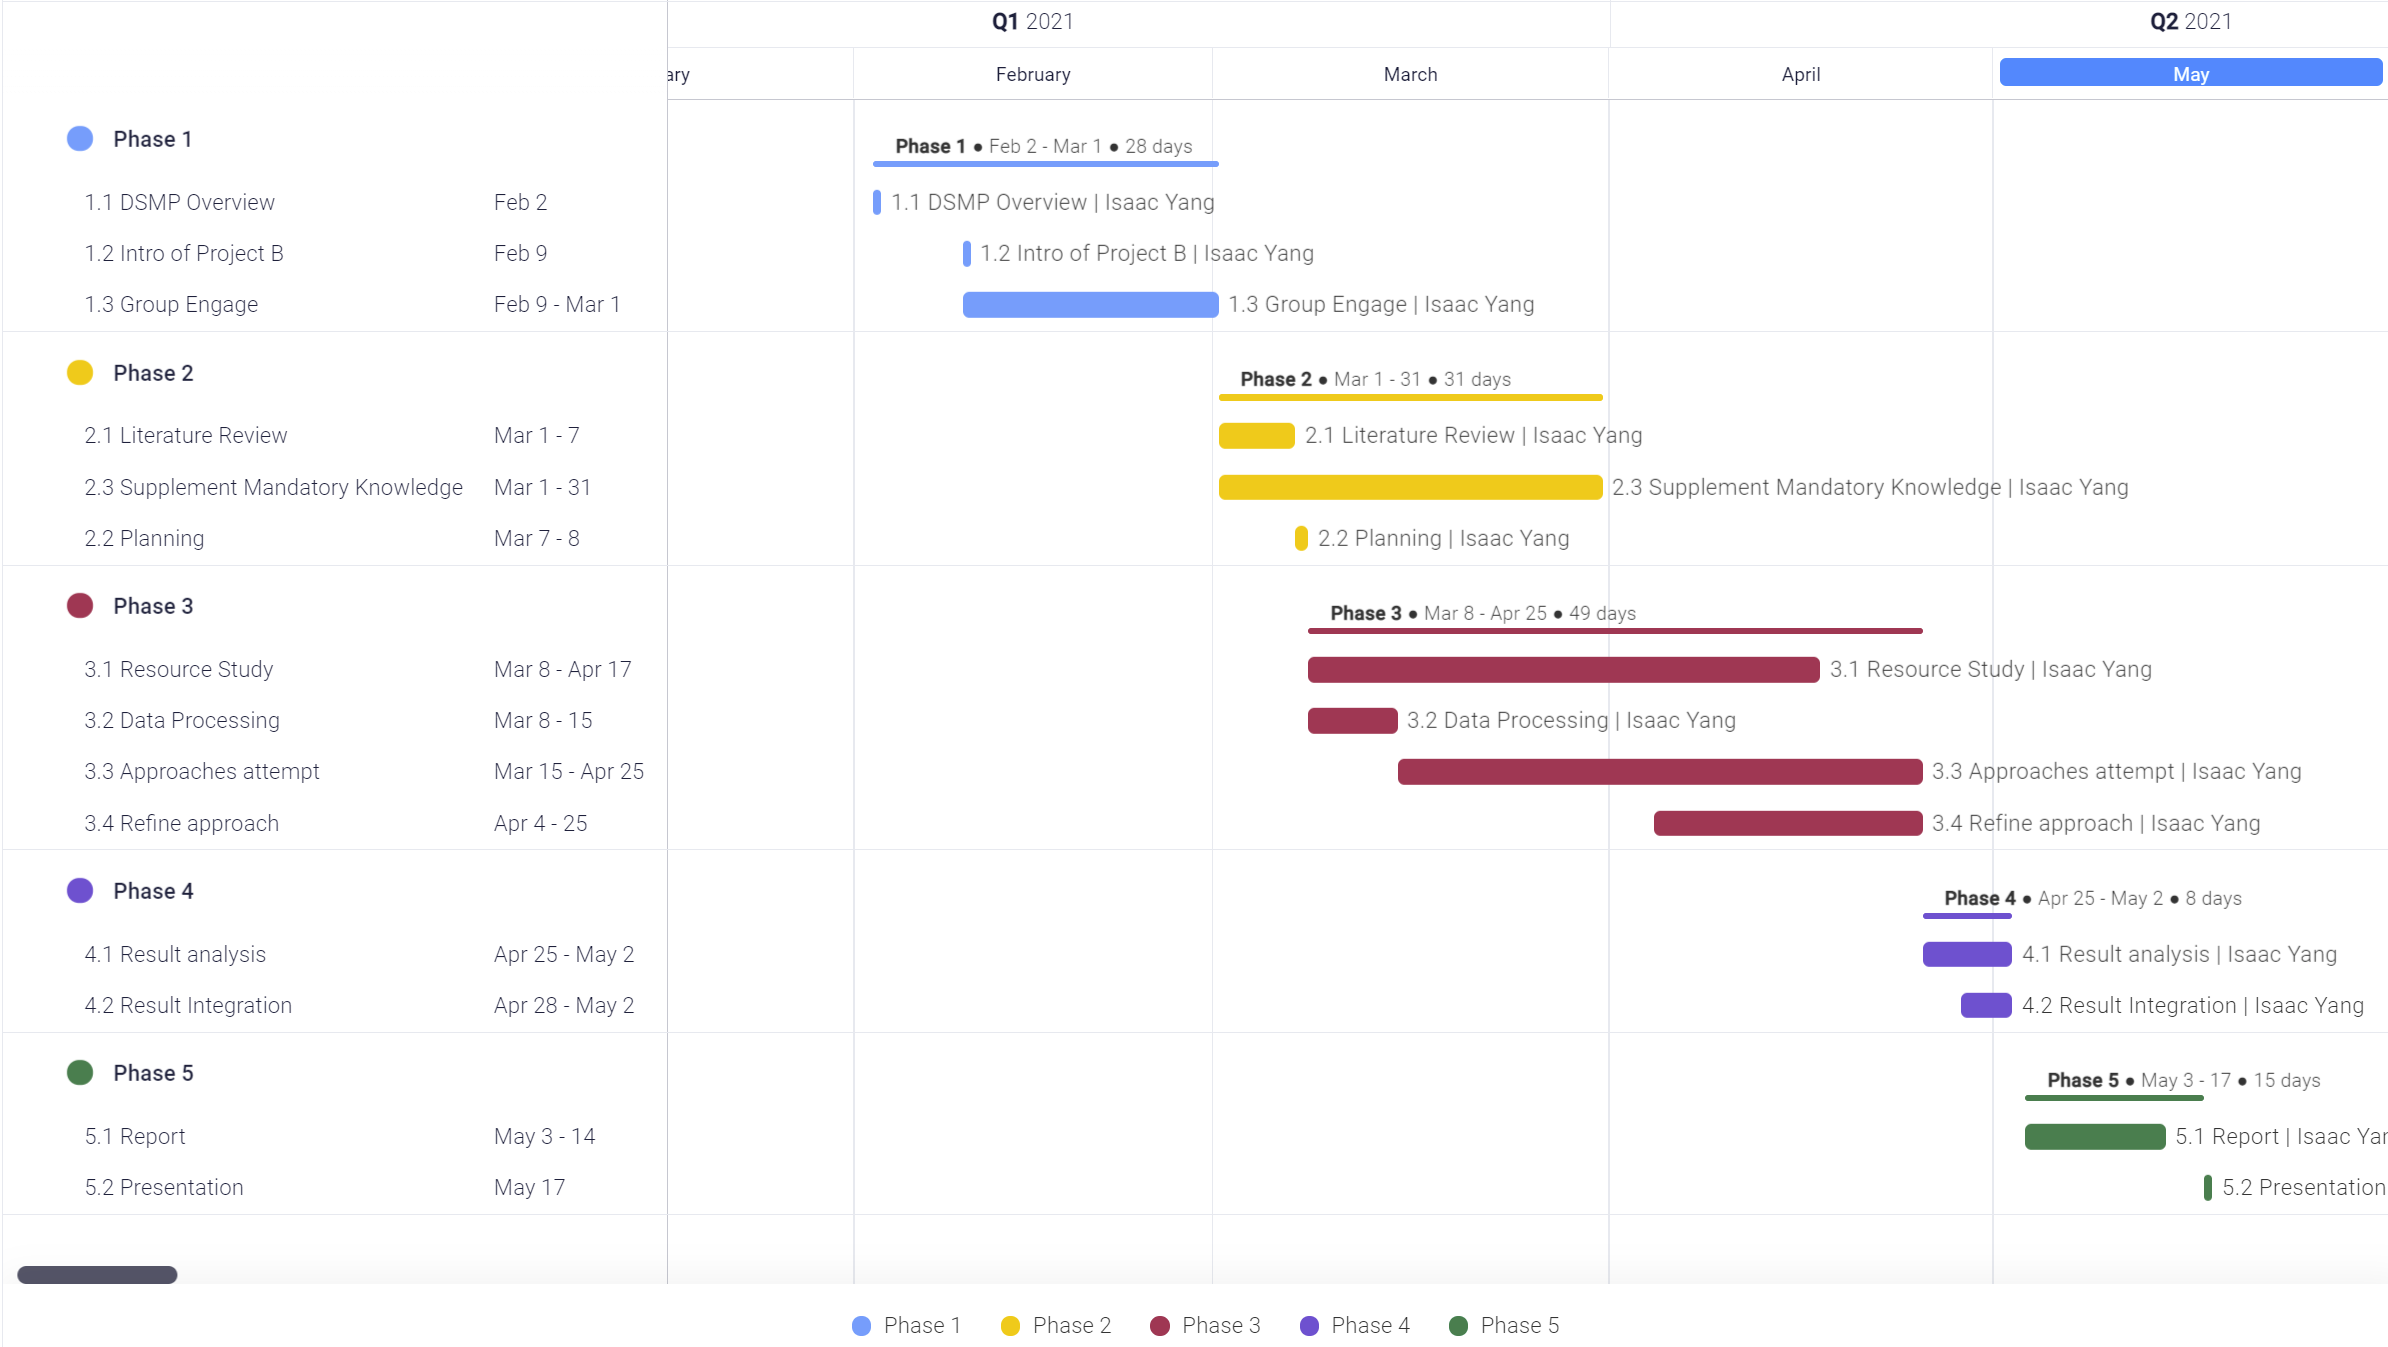 Q1 2021
Q2 2021
ary
February
March
April
May
Phase 1
Phase 1 • Feb 2 - Mar 1 • 28 days
1.1 DSMP Overview Feb 2
1.1 DSMP Overview | Isaac Yang
1.2 Intro of Project B Feb 9
1.2 Intro of Project B | Isaac Yang
1.3 Group Engage Feb 9 - Mar 1
1.3 Group Engage | Isaac Yang
Phase 2
Phase 2 • Mar 1 - 31 • 31 days
2.1 Literature Review Mar 1 - 7
2.1 Literature Review | Isaac Yang
2.3 Supplement Mandatory Knowledge Mar 1 - 31
2.3 Supplement Mandatory Knowledge | Isaac Yang
2.2 Planning Mar 7 - 8
2.2 Planning | Isaac Yang
Phase 3
Phase 3 • Mar 8 - Apr 25 • 49 days
3.1 Resource Study Mar 8 - Apr 17
3.1 Resource Study | Isaac Yang
3.2 Data Processing Mar 8 - 15
3.2 Data Processing | Isaac Yang
3.3 Approaches attempt Mar 15 - Apr 25
3.3 Approaches attempt | Isaac Yang
3.4 Refine approach Apr 4 - 25
3.4 Refine approach | Isaac Yang
Phase 4
Phase 4 • Apr 25 - May 2 • 8 days
4.1 Result analysis Apr 25 - May 2
4.1 Result analysis | Isaac Yang
4.2 Result Integration Apr 28 - May 2
4.2 Result Integration | Isaac Yang
Phase 5
Phase 5 • May 3 - 17 • 15 days
5.1 Report May 3 - 14
5.1 Report | Isaac Yan
5.2 Presentation May 17
5.2 Presentation
Phase 1 Phase 2 Phase 3 Phase 4 Phase 5